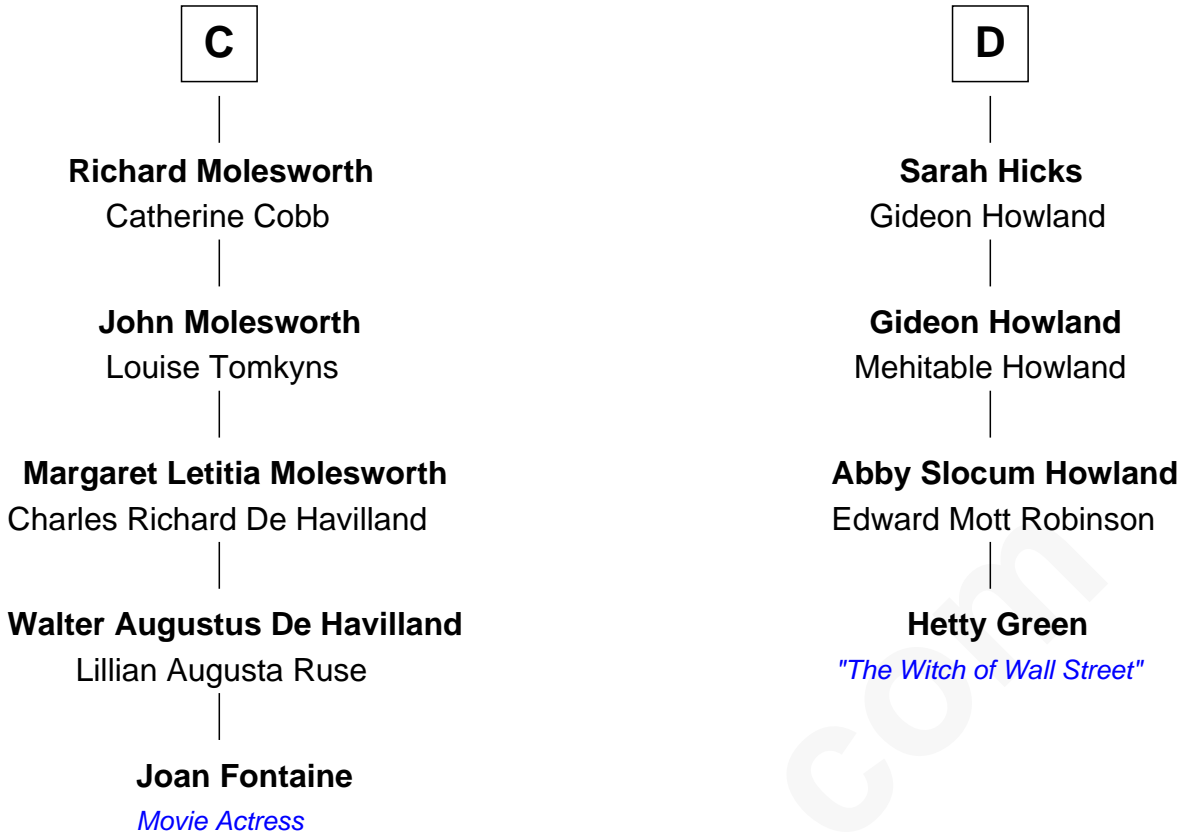 C
Richard Molesworth
Catherine Cobb
John Molesworth
Louise Tomkyns
Margaret Letitia Molesworth
Charles Richard De Havilland
Walter Augustus De Havilland
Lillian Augusta Ruse
Joan Fontaine
Movie Actress
D
Sarah Hicks
Gideon Howland
Gideon Howland
Mehitable Howland
Abby Slocum Howland
Edward Mott Robinson
Hetty Green
"The Witch of Wall Street"
com